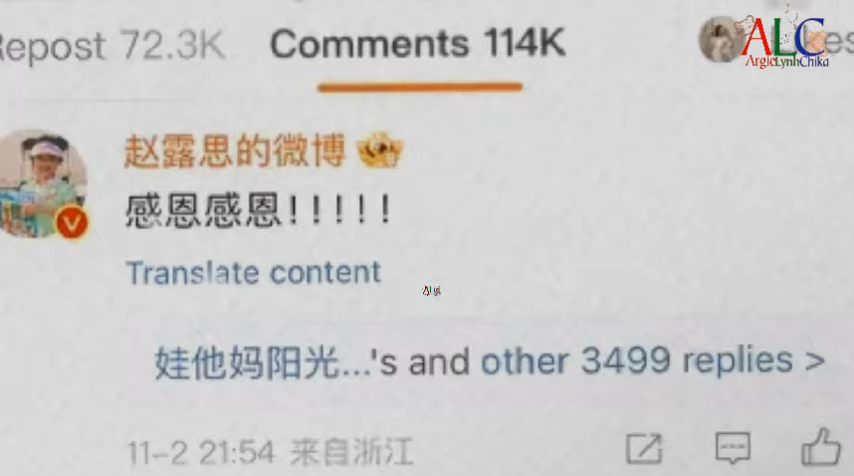 Repost 72.3K Comments 114K
ALC
ArgieLynhChika
赵露思的微博
感恩感恩!!!!!
Translate content
娃他妈阳光...'s and other 3499 replies >
11-2 21:54 来自浙江